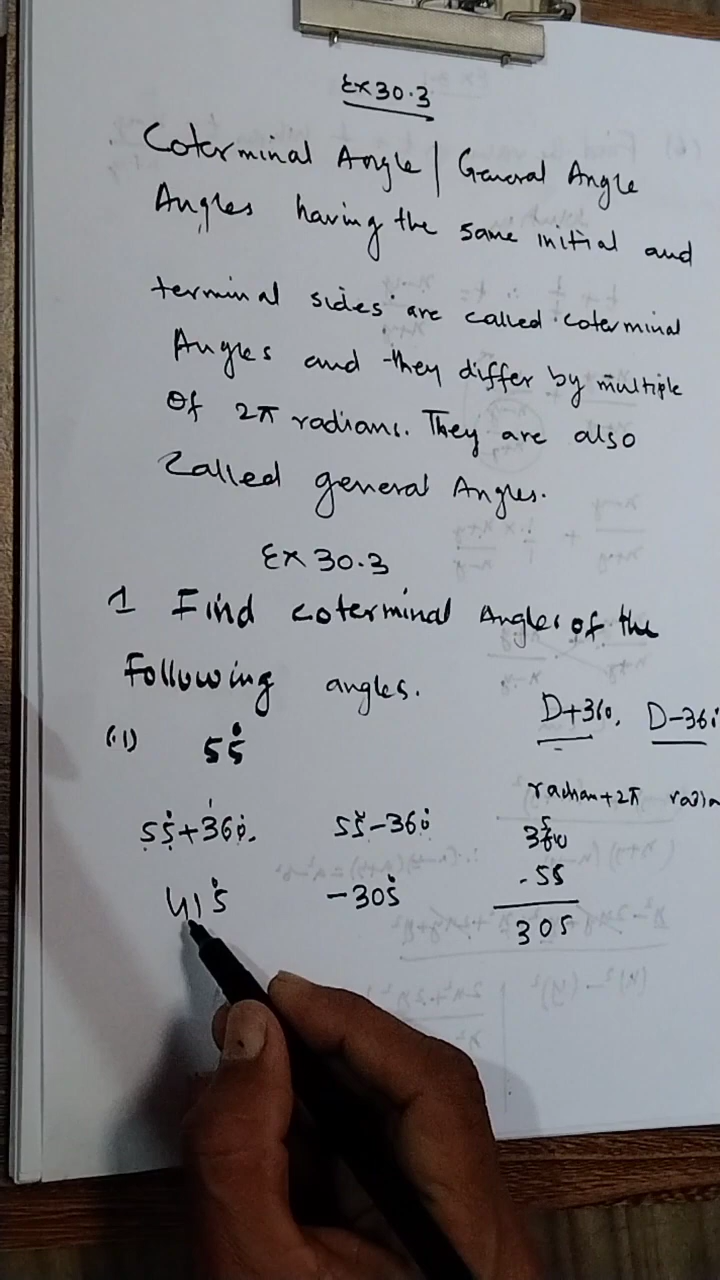 Ex 30.3
Coterminal Angle | General Angle
Angles having the same initial and
terminal sides are called coterminal
Angles and they differ by multiple
Of 2π radians. They are also
Called general Angles.
Ex 30.3
1 Find coterminal Angles of the
Following angles.
(1) 55°
D+360, D-360
radian+2π radia
55°+360°. 55°-360°
360
-55
305
415° -305°